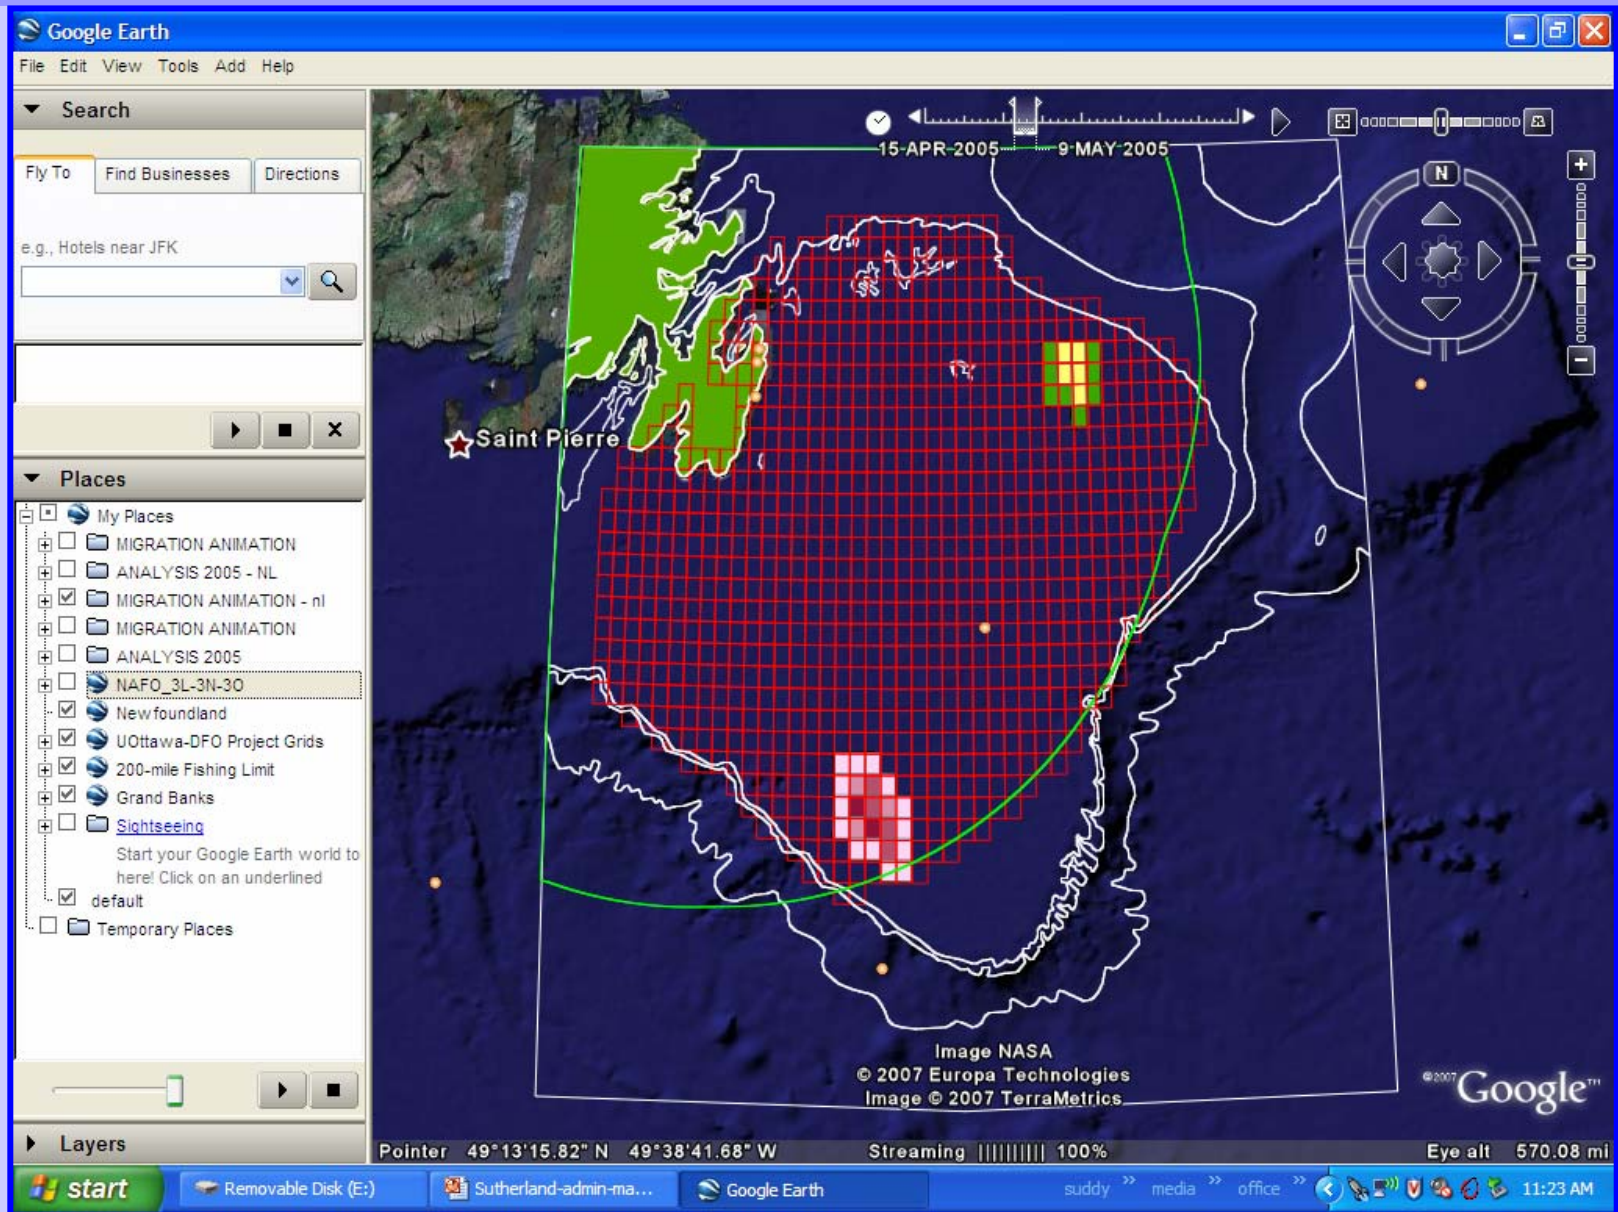 Google Earth
File Edit View Tools Add Help
Search
Fly To Find Businesses Directions
e.g., Hotels near JFK
Places
My Places
MIGRATION ANIMATION
ANALYSIS 2005 - NL
MIGRATION ANIMATION - nl
MIGRATION ANIMATION
ANALYSIS 2005
NAFO_3L-3N-3O
Newfoundland
UOttawa-DFO Project Grids
200-mile Fishing Limit
Grand Banks
Sightseeing
Start your Google Earth world to
here! Click on an underlined
default
Temporary Places
Layers
15 APR 2005 9 MAY 2005
N
Saint Pierre
Image NASA
© 2007 Europa Technologies
Image © 2007 TerraMetrics
©2007 Google™
Pointer 49°13'15.82" N 49°38'41.68" W Streaming |||||||||| 100% Eye alt 570.08 mi
start Removable Disk (E:) Sutherland-admin-ma... Google Earth suddy » media » office » 11:23 AM